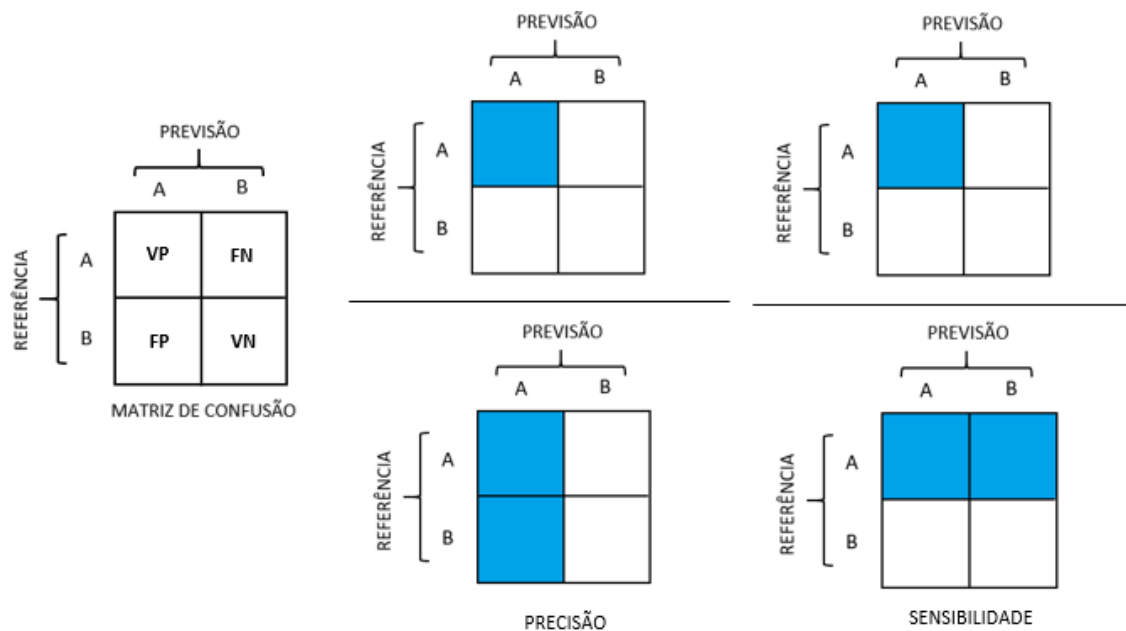 PREVISÃO
A B
REFERÊNCIA
A
B
VP FN
FP VN
MATRIZ DE CONFUSÃO
PREVISÃO
A B
REFERÊNCIA
A
B
PREVISÃO
A B
REFERÊNCIA
A
B
PRECISÃO
PREVISÃO
A B
REFERÊNCIA
A
B
PREVISÃO
A B
REFERÊNCIA
A
B
SENSIBILIDADE